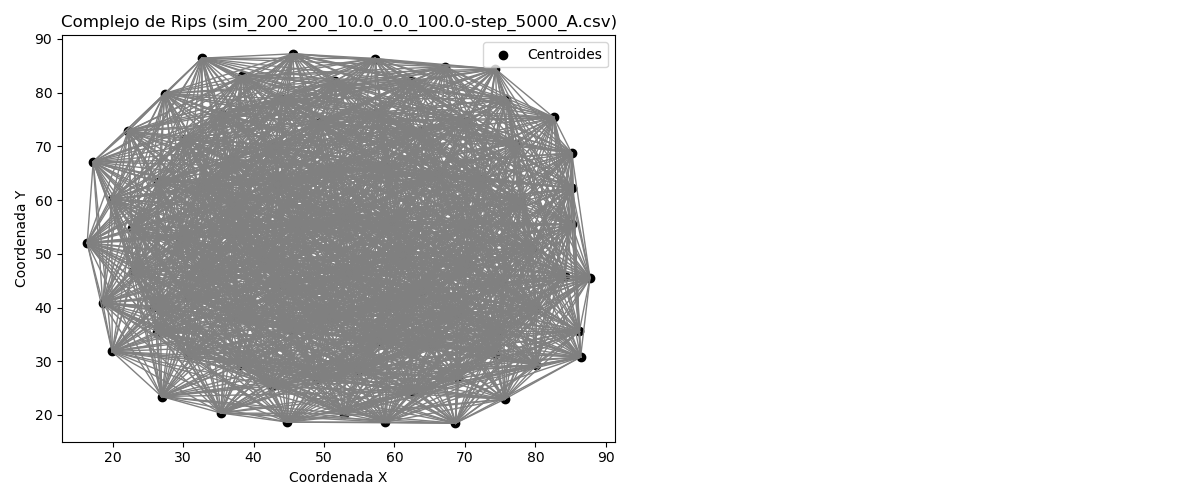 Complejo de Rips (sim_200_200_10.0_0.0_100.0-step_5000_A.csv)
Centroides
90
80
70
60
50
40
30
20
Coordenada Y
20 30 40 50 60 70 80 90
Coordenada X